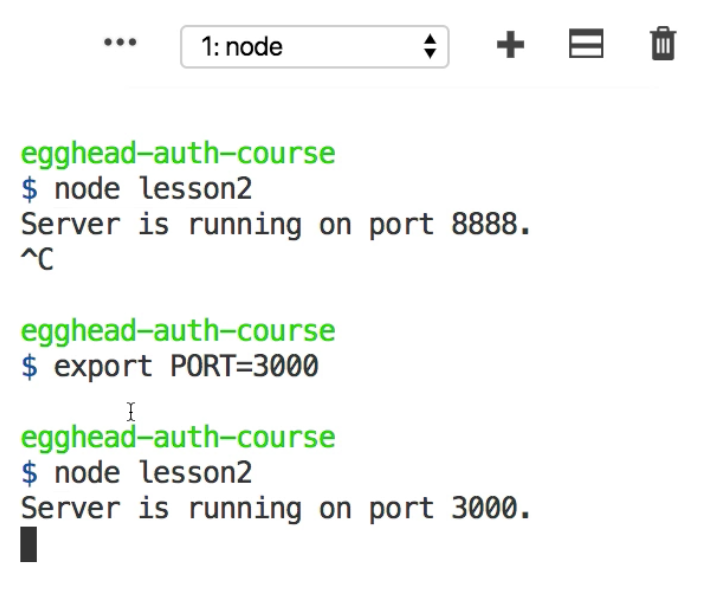 1: node
egghead-auth-course
$ node lesson2
Server is running on port 8888.
^C
egghead-auth-course
$ export PORT=3000
egghead-auth-course
$ node lesson2
Server is running on port 3000.